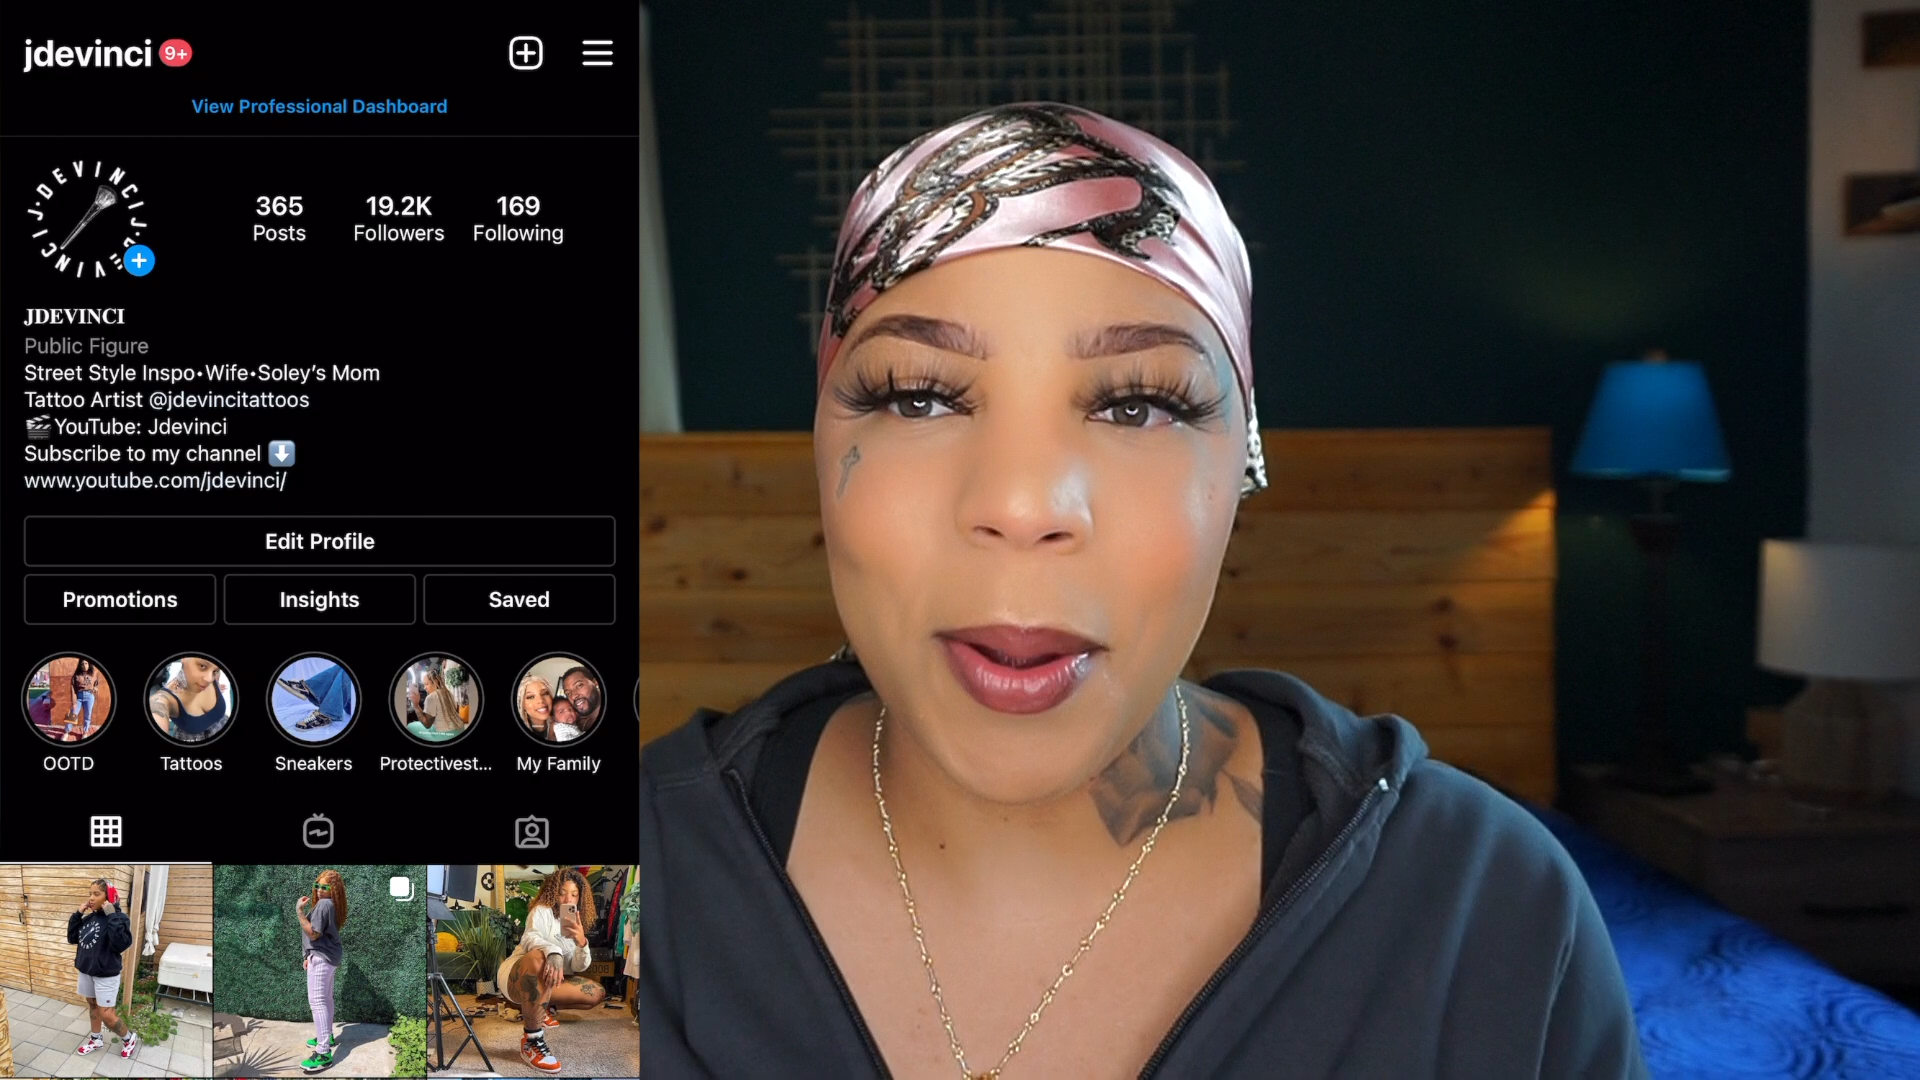 jdevinci 9+
View Professional Dashboard
J·DEVINCI
365 19.2K 169
Posts Followers Following
JDEVINCI
Public Figure
Street Style Inspo•Wife•Soley’s Mom
Tattoo Artist @jdevincitattoos
🎬YouTube: Jdevinci
Subscribe to my channel ⬇️
www.youtube.com/jdevinci/
Edit Profile
Promotions Insights Saved
OOTD Tattoos Sneakers Protectivest... My Family